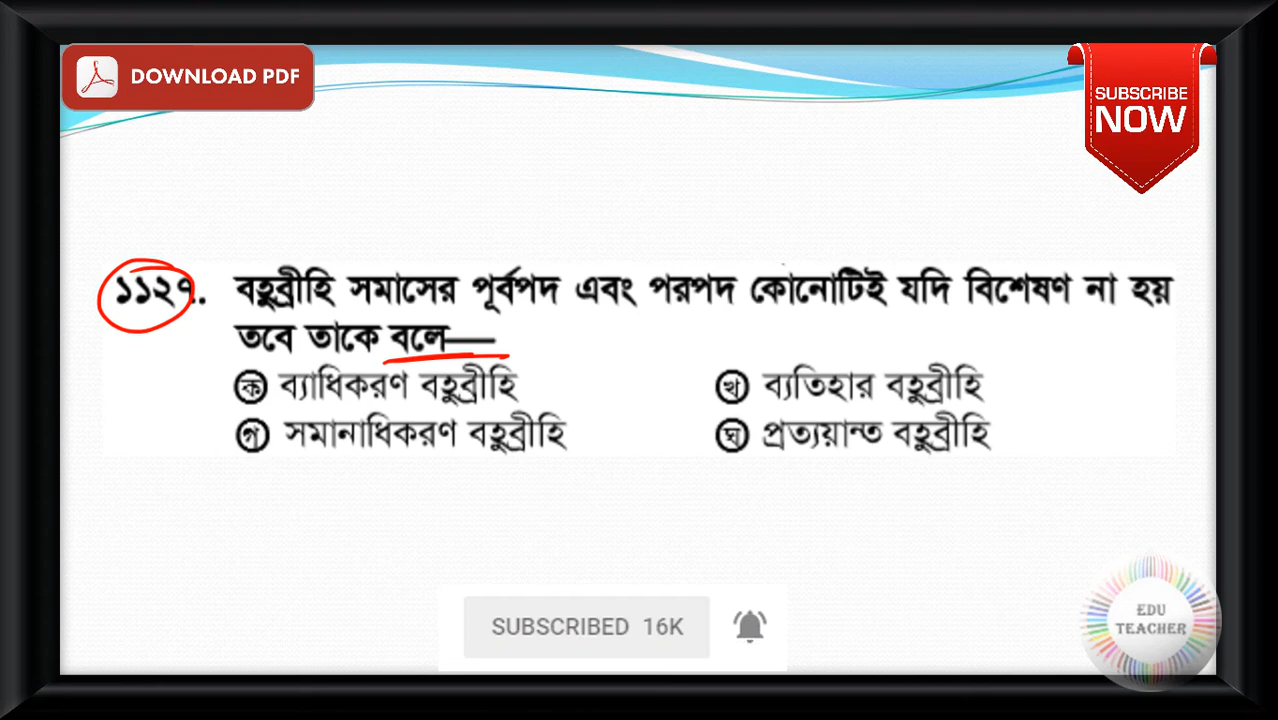 DOWNLOAD PDF
SUBSCRIBE
NOW
১১২৭. বহুব্রীহি সমাসের পূর্বপদ এবং পরপদ কোনোটিই যদি বিশেষণ না হয়
তবে তাকে বলে—
ক ব্যাধিকরণ বহুব্রীহি খ ব্যতিহার বহুব্রীহি
গ সমানাধিকরণ বহুব্রীহি ঘ প্রত্যয়ান্ত বহুব্রীহি
SUBSCRIBED 16K
EDU
TEACHER